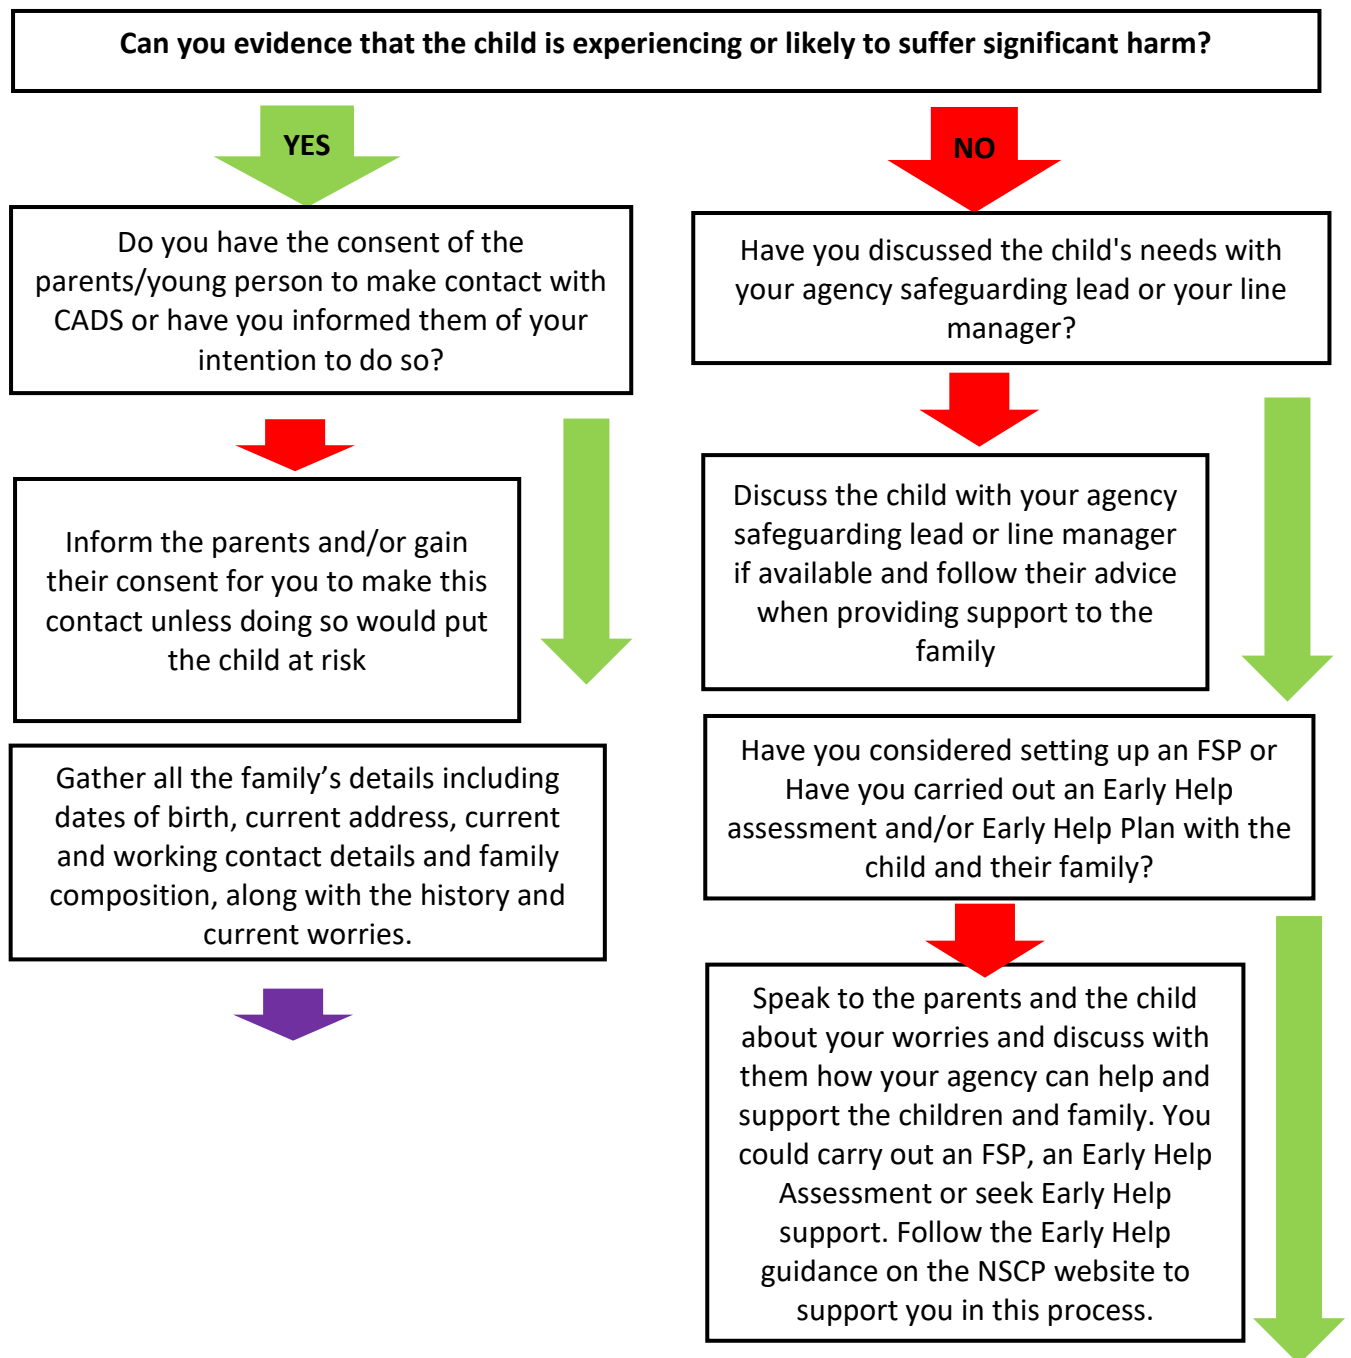 Can you evidence that the child is experiencing or likely to suffer significant harm?
YES
NO
Do you have the consent of the
parents/young person to make contact with
CADS or have you informed them of your
intention to do so?
Have you discussed the child's needs with
your agency safeguarding lead or your line
manager?
Inform the parents and/or gain
their consent for you to make this
contact unless doing so would put
the child at risk
Discuss the child with your agency
safeguarding lead or line manager
if available and follow their advice
when providing support to the
family
Gather all the family’s details including
dates of birth, current address, current
and working contact details and family
composition, along with the history and
current worries.
Have you considered setting up an FSP or
Have you carried out an Early Help
assessment and/or Early Help Plan with the
child and their family?
Speak to the parents and the child
about your worries and discuss with
them how your agency can help and
support the children and family. You
could carry out an FSP, an Early Help
Assessment or seek Early Help
support. Follow the Early Help
guidance on the NSCP website to
support you in this process.